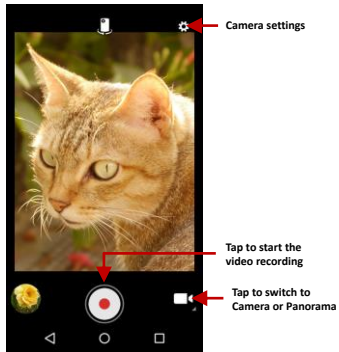 Camera settings
Tap to start the
video recording
Tap to switch to
Camera or Panorama